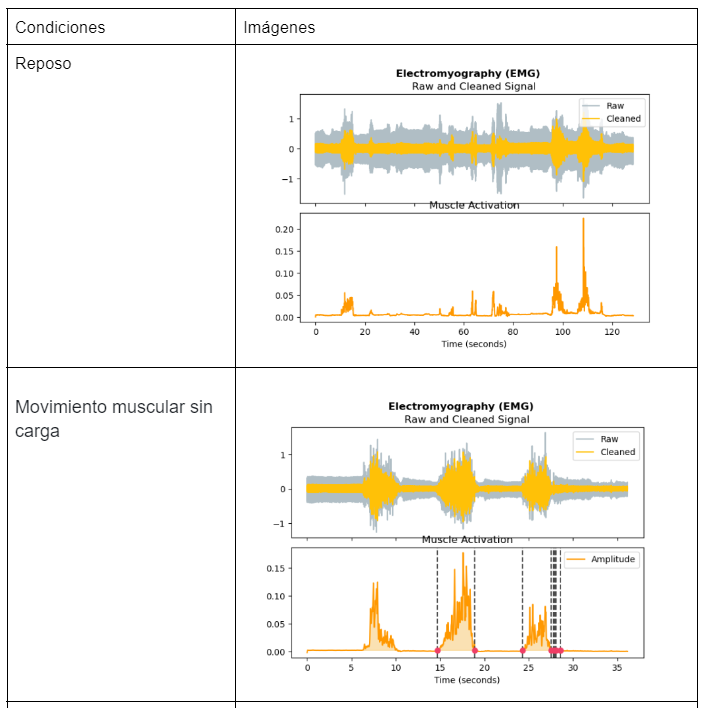 Condiciones Imágenes
Reposo
Electromyography (EMG)
Raw and Cleaned Signal
Raw
Cleaned
1
0
−1
Muscle Activation
0.20
0.15
0.10
0.05
0.00
0 20 40 60 80 100 120
Time (seconds)
Movimiento muscular sin
carga
Electromyography (EMG)
Raw and Cleaned Signal
Raw
Cleaned
1
0
−1
Muscle Activation
Amplitude
0.15
0.10
0.05
0.00
0 5 10 15 20 25 30 35
Time (seconds)